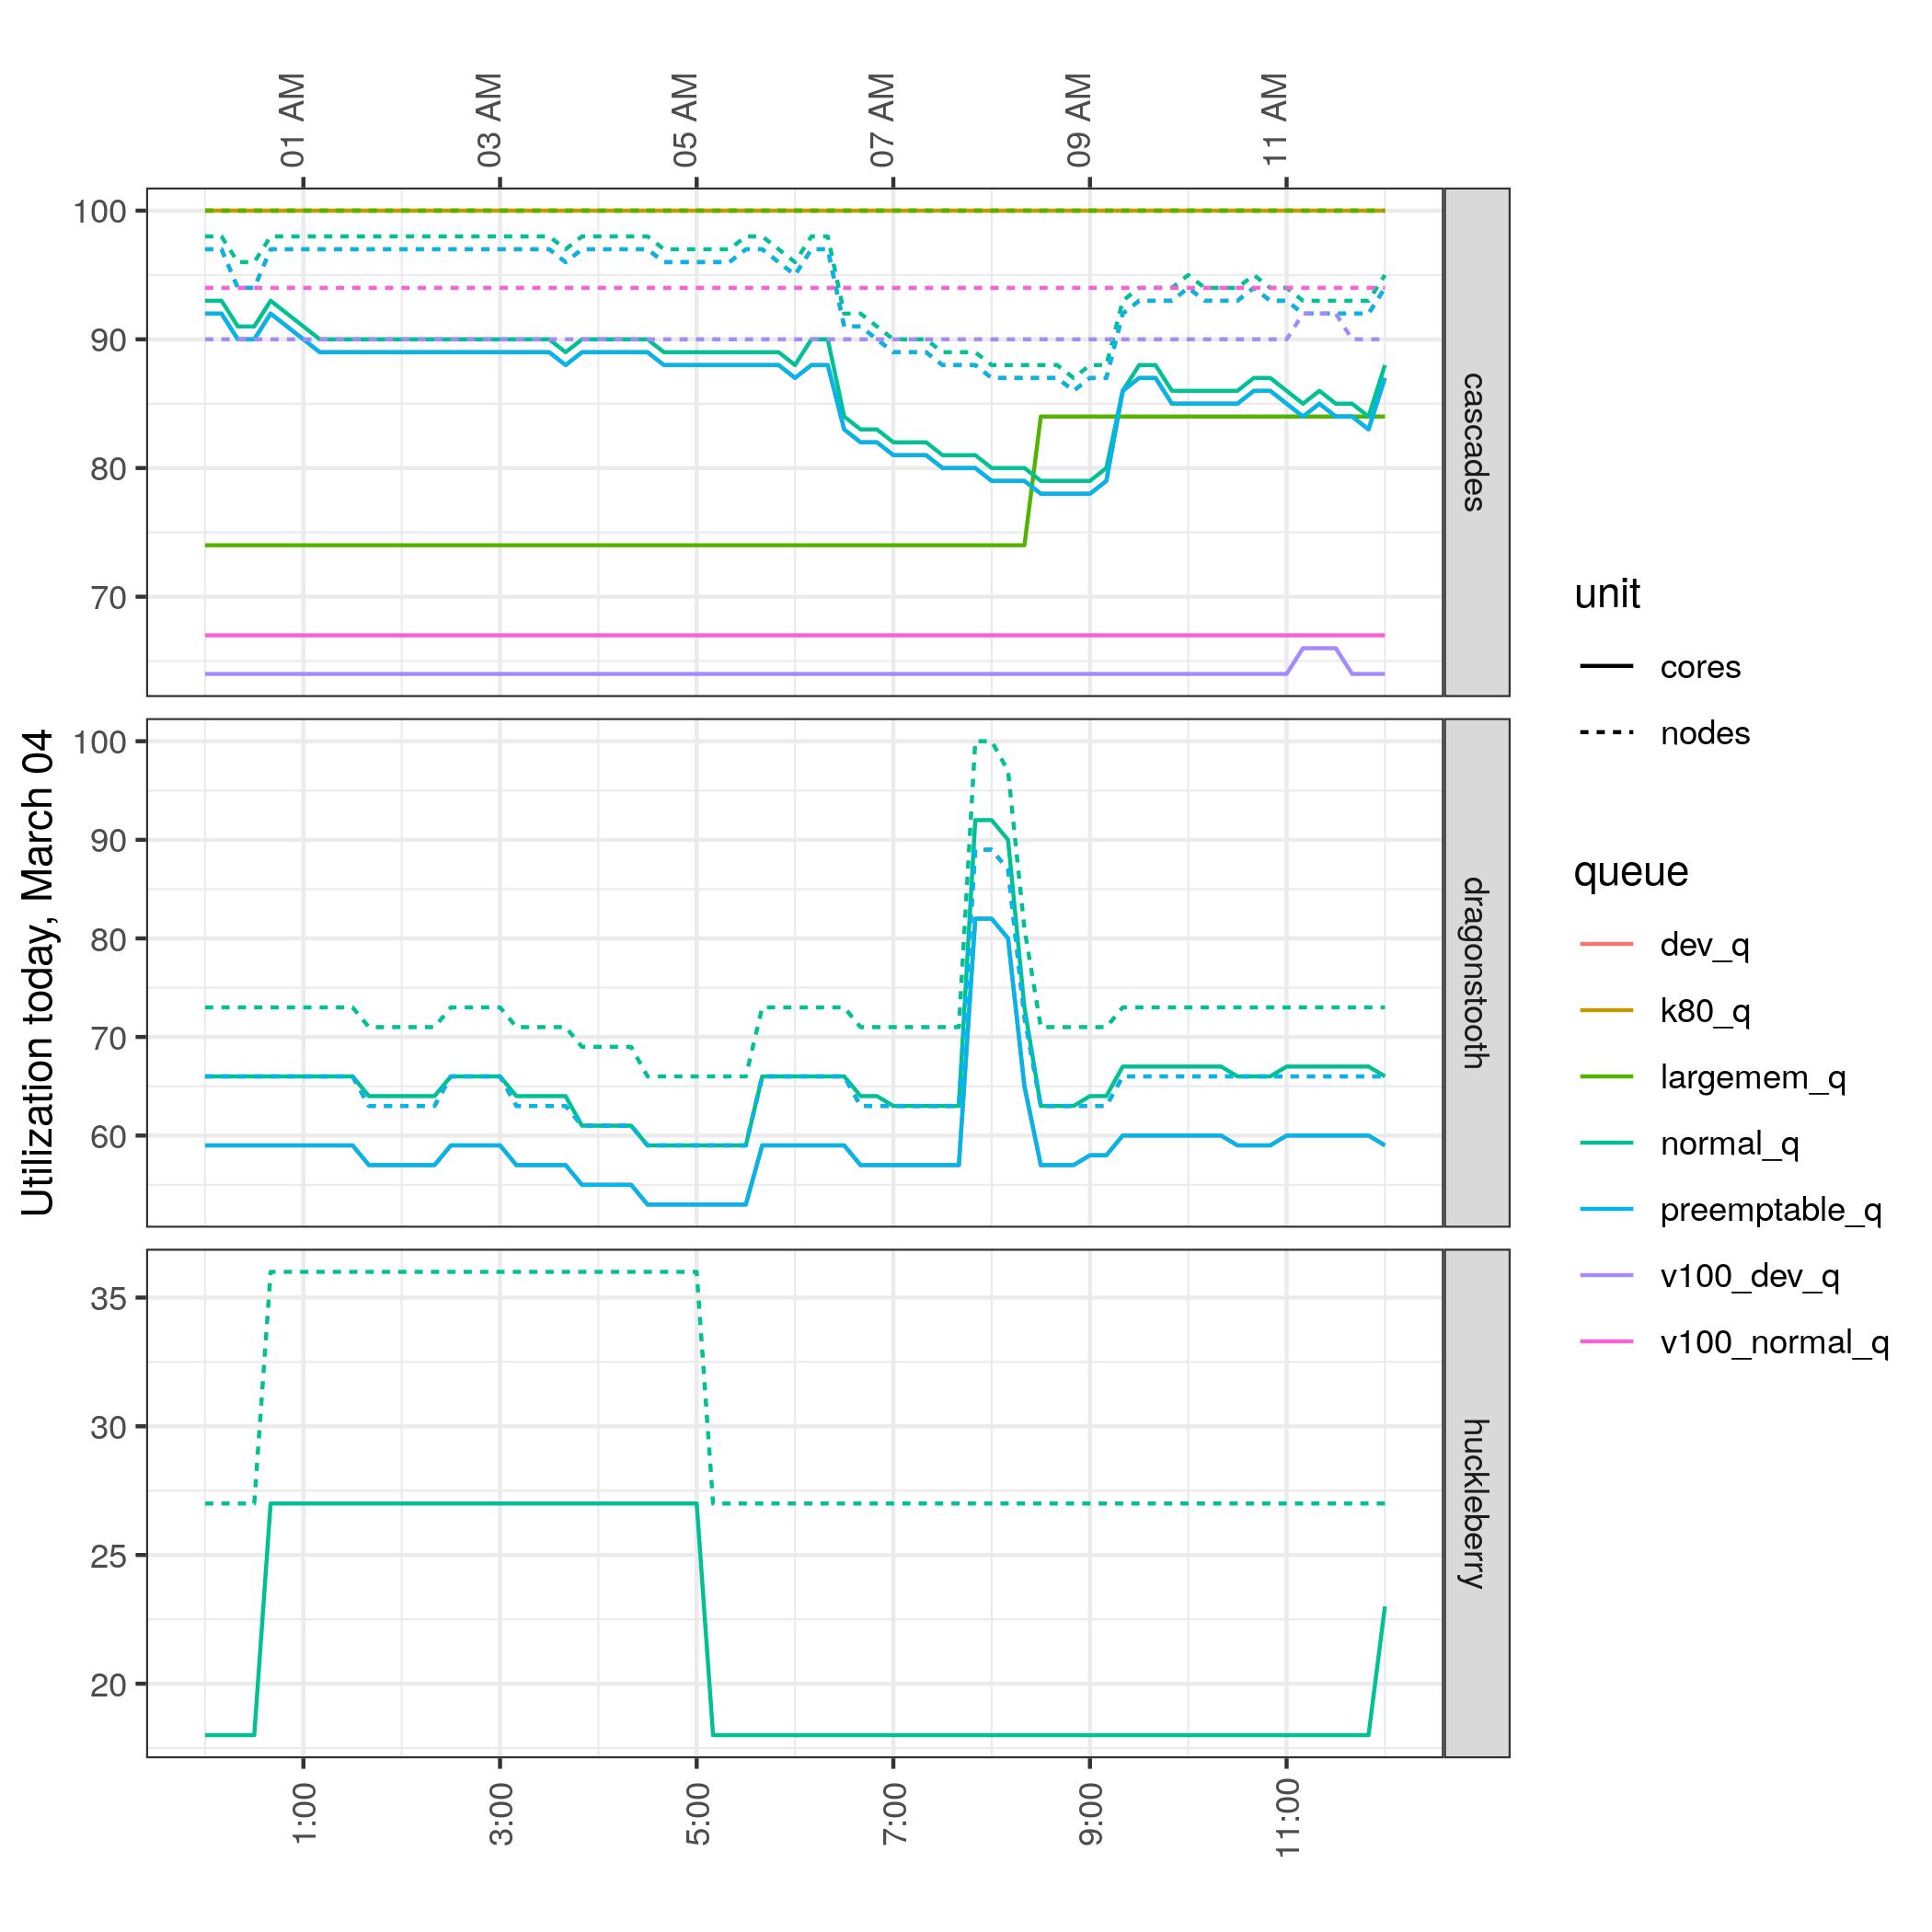 01 AM
03 AM
05 AM
07 AM
09 AM
11 AM
Utilization today, March 04
100
90
80
70
cascades
100
90
80
70
60
dragonstooth
35
30
25
20
huckleberry
1:00
3:00
5:00
7:00
9:00
11:00
unit
cores
nodes
queue
dev_q
k80_q
largemem_q
normal_q
preemptable_q
v100_dev_q
v100_normal_q